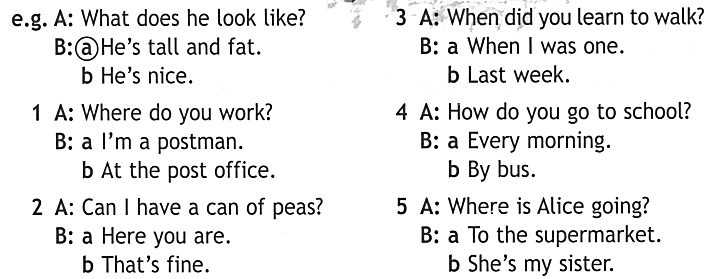 e.g. A: What does he look like?
B: a He's tall and fat.
b He's nice.
1 A: Where do you work?
B: a I'm a postman.
b At the post office.
2 A: Can I have a can of peas?
B: a Here you are.
b That's fine.
3 A: When did you learn to walk?
B: a When I was one.
b Last week.
4 A: How do you go to school?
B: a Every morning.
b By bus.
5 A: Where is Alice going?
B: a To the supermarket.
b She's my sister.